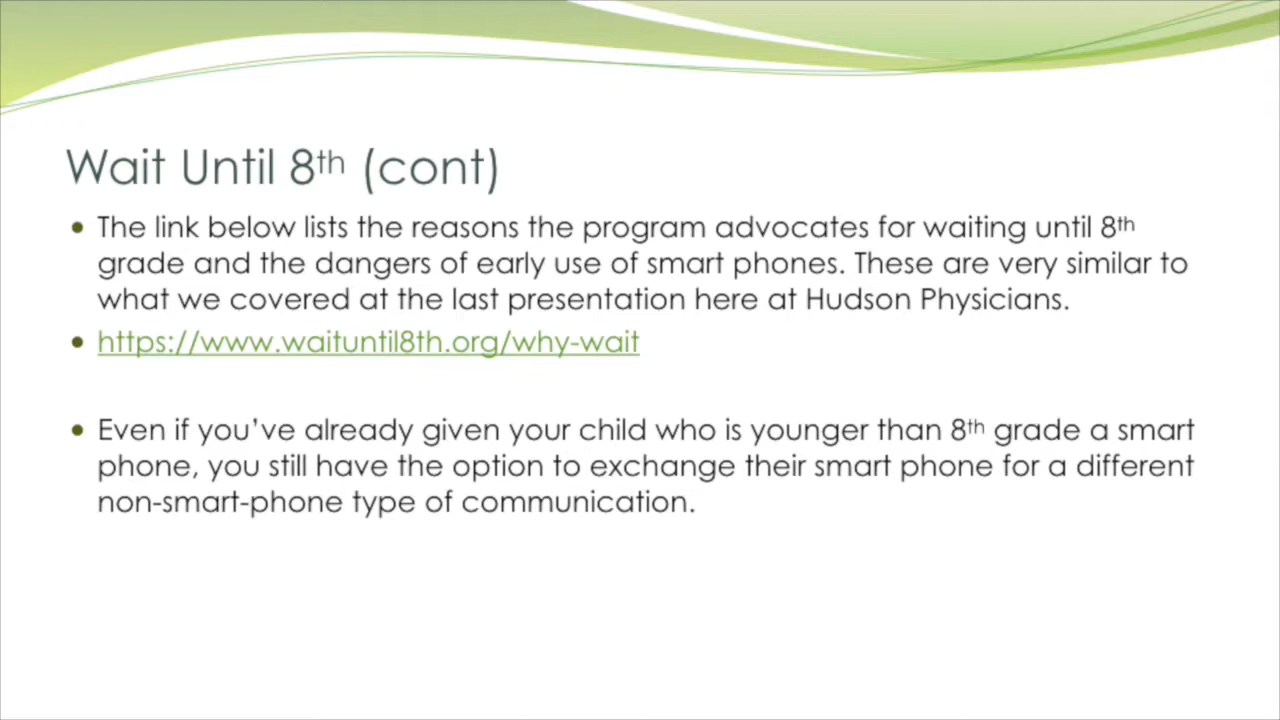 Wait Until 8th (cont)
• The link below lists the reasons the program advocates for waiting until 8th
grade and the dangers of early use of smart phones. These are very similar to
what we covered at the last presentation here at Hudson Physicians.
• https://www.waituntil8th.org/why-wait
• Even if you’ve already given your child who is younger than 8th grade a smart
phone, you still have the option to exchange their smart phone for a different
non-smart-phone type of communication.